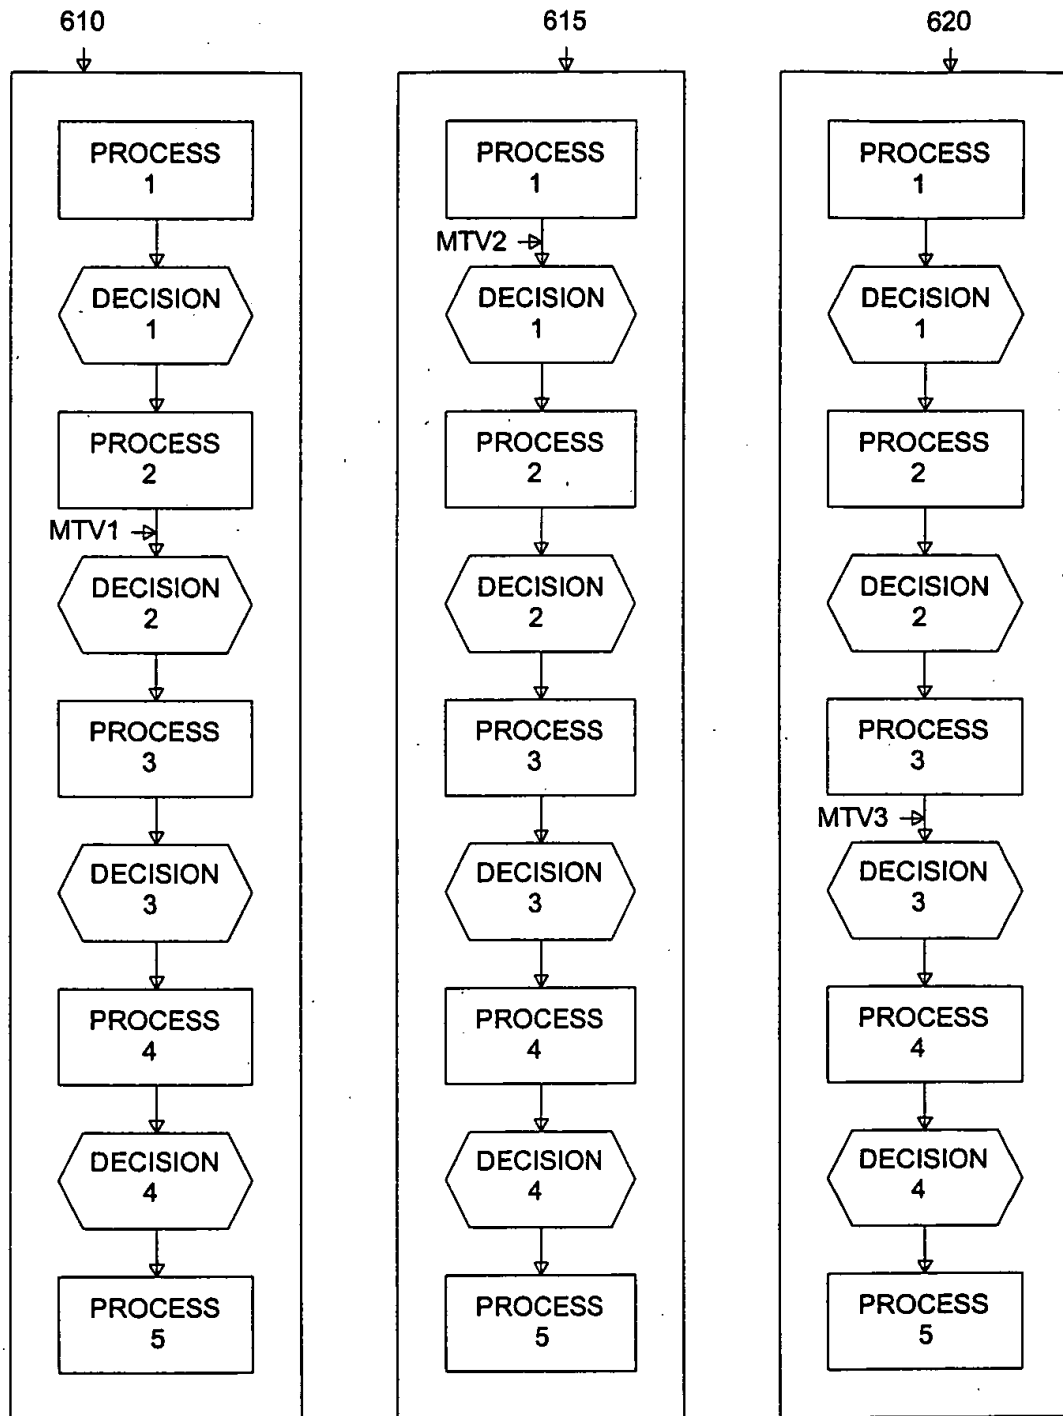 610
PROCESS
1
DECISION
1
PROCESS
2
MTV1
DECISION
2
PROCESS
3
DECISION
3
PROCESS
4
DECISION
4
PROCESS
5
615
PROCESS
1
MTV2
DECISION
1
PROCESS
2
DECISION
2
PROCESS
3
DECISION
3
PROCESS
4
DECISION
4
PROCESS
5
620
PROCESS
1
DECISION
1
PROCESS
2
DECISION
2
PROCESS
3
MTV3
DECISION
3
PROCESS
4
DECISION
4
PROCESS
5